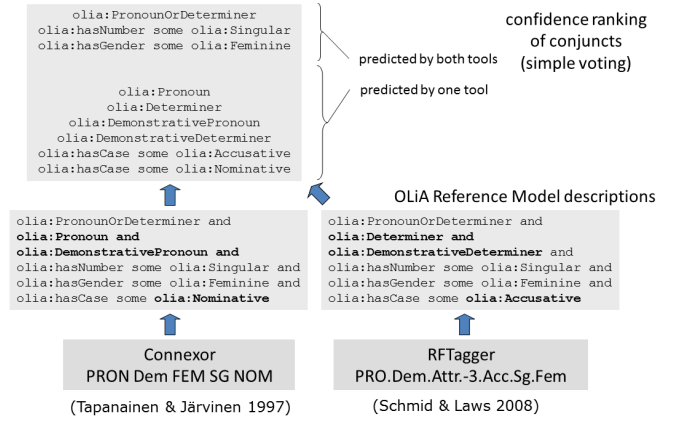 olia:PronounOrDeterminer
olia:hasNumber some olia:Singular
olia:hasGender some olia:Feminine
predicted by both tools
confidence ranking
of conjuncts
(simple voting)
predicted by one tool
olia:Pronoun
olia:Determiner
olia:DemonstrativePronoun
olia:DemonstrativeDeterminer
olia:hasCase some olia:Accusative
olia:hasCase some olia:Nominative
OLiA Reference Model descriptions
olia:PronounOrDeterminer and
olia:Pronoun and
olia:DemonstrativePronoun and
olia:hasNumber some olia:Singular and
olia:hasGender some olia:Feminine and
olia:hasCase some olia:Nominative
olia:PronounOrDeterminer and
olia:Determiner and
olia:DemonstrativeDeterminer and
olia:hasNumber some olia:Singular and
olia:hasGender some olia:Feminine and
olia:hasCase some olia:Accusative
Connexor
PRON Dem FEM SG NOM
(Tapanainen & Järvinen 1997)
RFTagger
PRO.Dem.Attr.-3.Acc.Sg.Fem
(Schmid & Laws 2008)